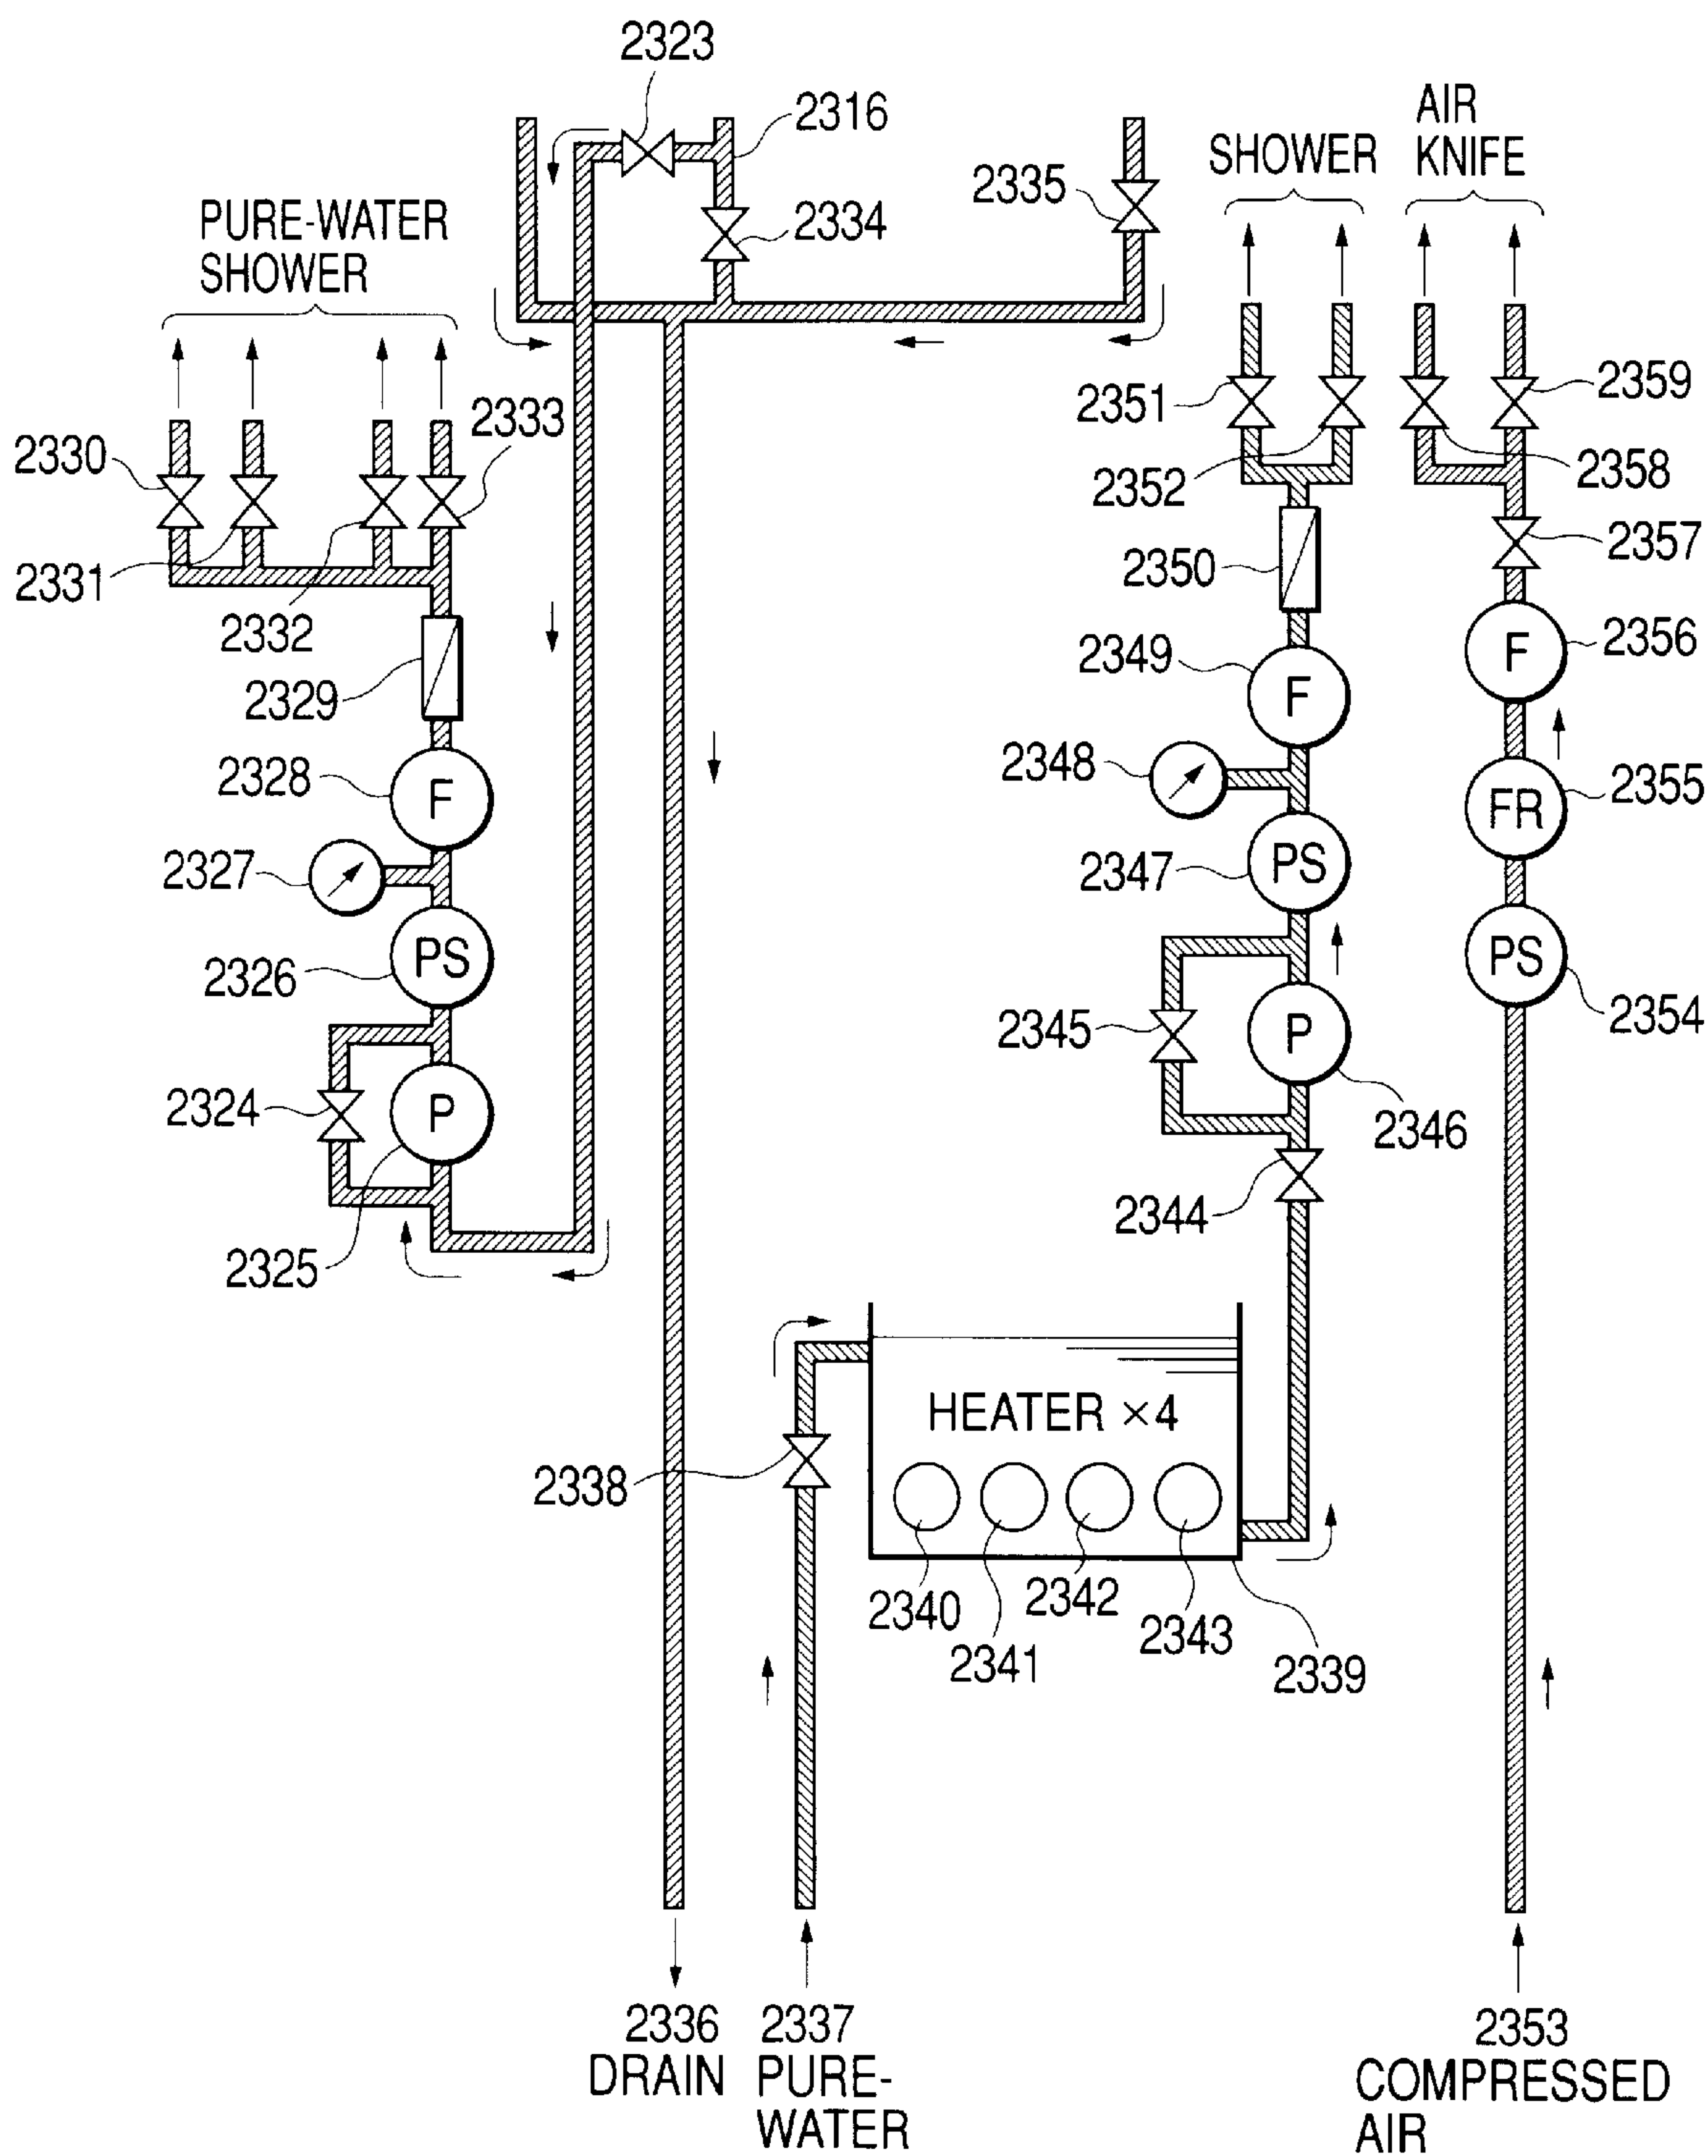 2323
2316
2335
2334
SHOWER
AIR
KNIFE
PURE-WATER
SHOWER
2330
2333
2331
2332
2329
2328
F
2327
PS
2326
2324
P
2325
2351
2352
2359
2358
2357
2350
2356
F
2349
F
2348
2355
FR
2347
PS
PS
2354
2345
P
2346
2344
HEATER ×4
2338
2340
2341
2342
2343
2339
2336
DRAIN
2337
PURE-
WATER
2353
COMPRESSED
AIR